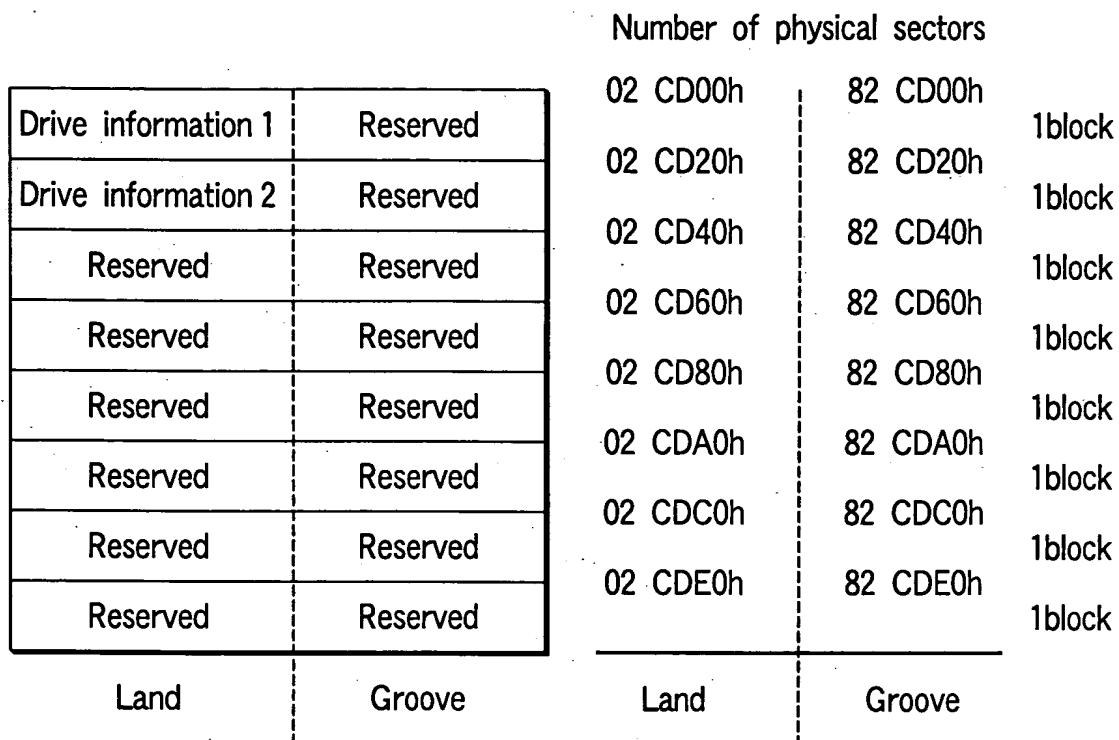 Number of physical sectors
02 CD00h 82 CD00h
Drive information 1 Reserved 1block
02 CD20h 82 CD20h
Drive information 2 Reserved 1block
02 CD40h 82 CD40h
Reserved Reserved 1block
02 CD60h 82 CD60h
Reserved Reserved 1block
02 CD80h 82 CD80h
Reserved Reserved 1block
02 CDA0h 82 CDA0h
Reserved Reserved 1block
02 CDC0h 82 CDC0h
Reserved Reserved 1block
02 CDE0h 82 CDE0h
Reserved Reserved 1block
Land Groove Land Groove